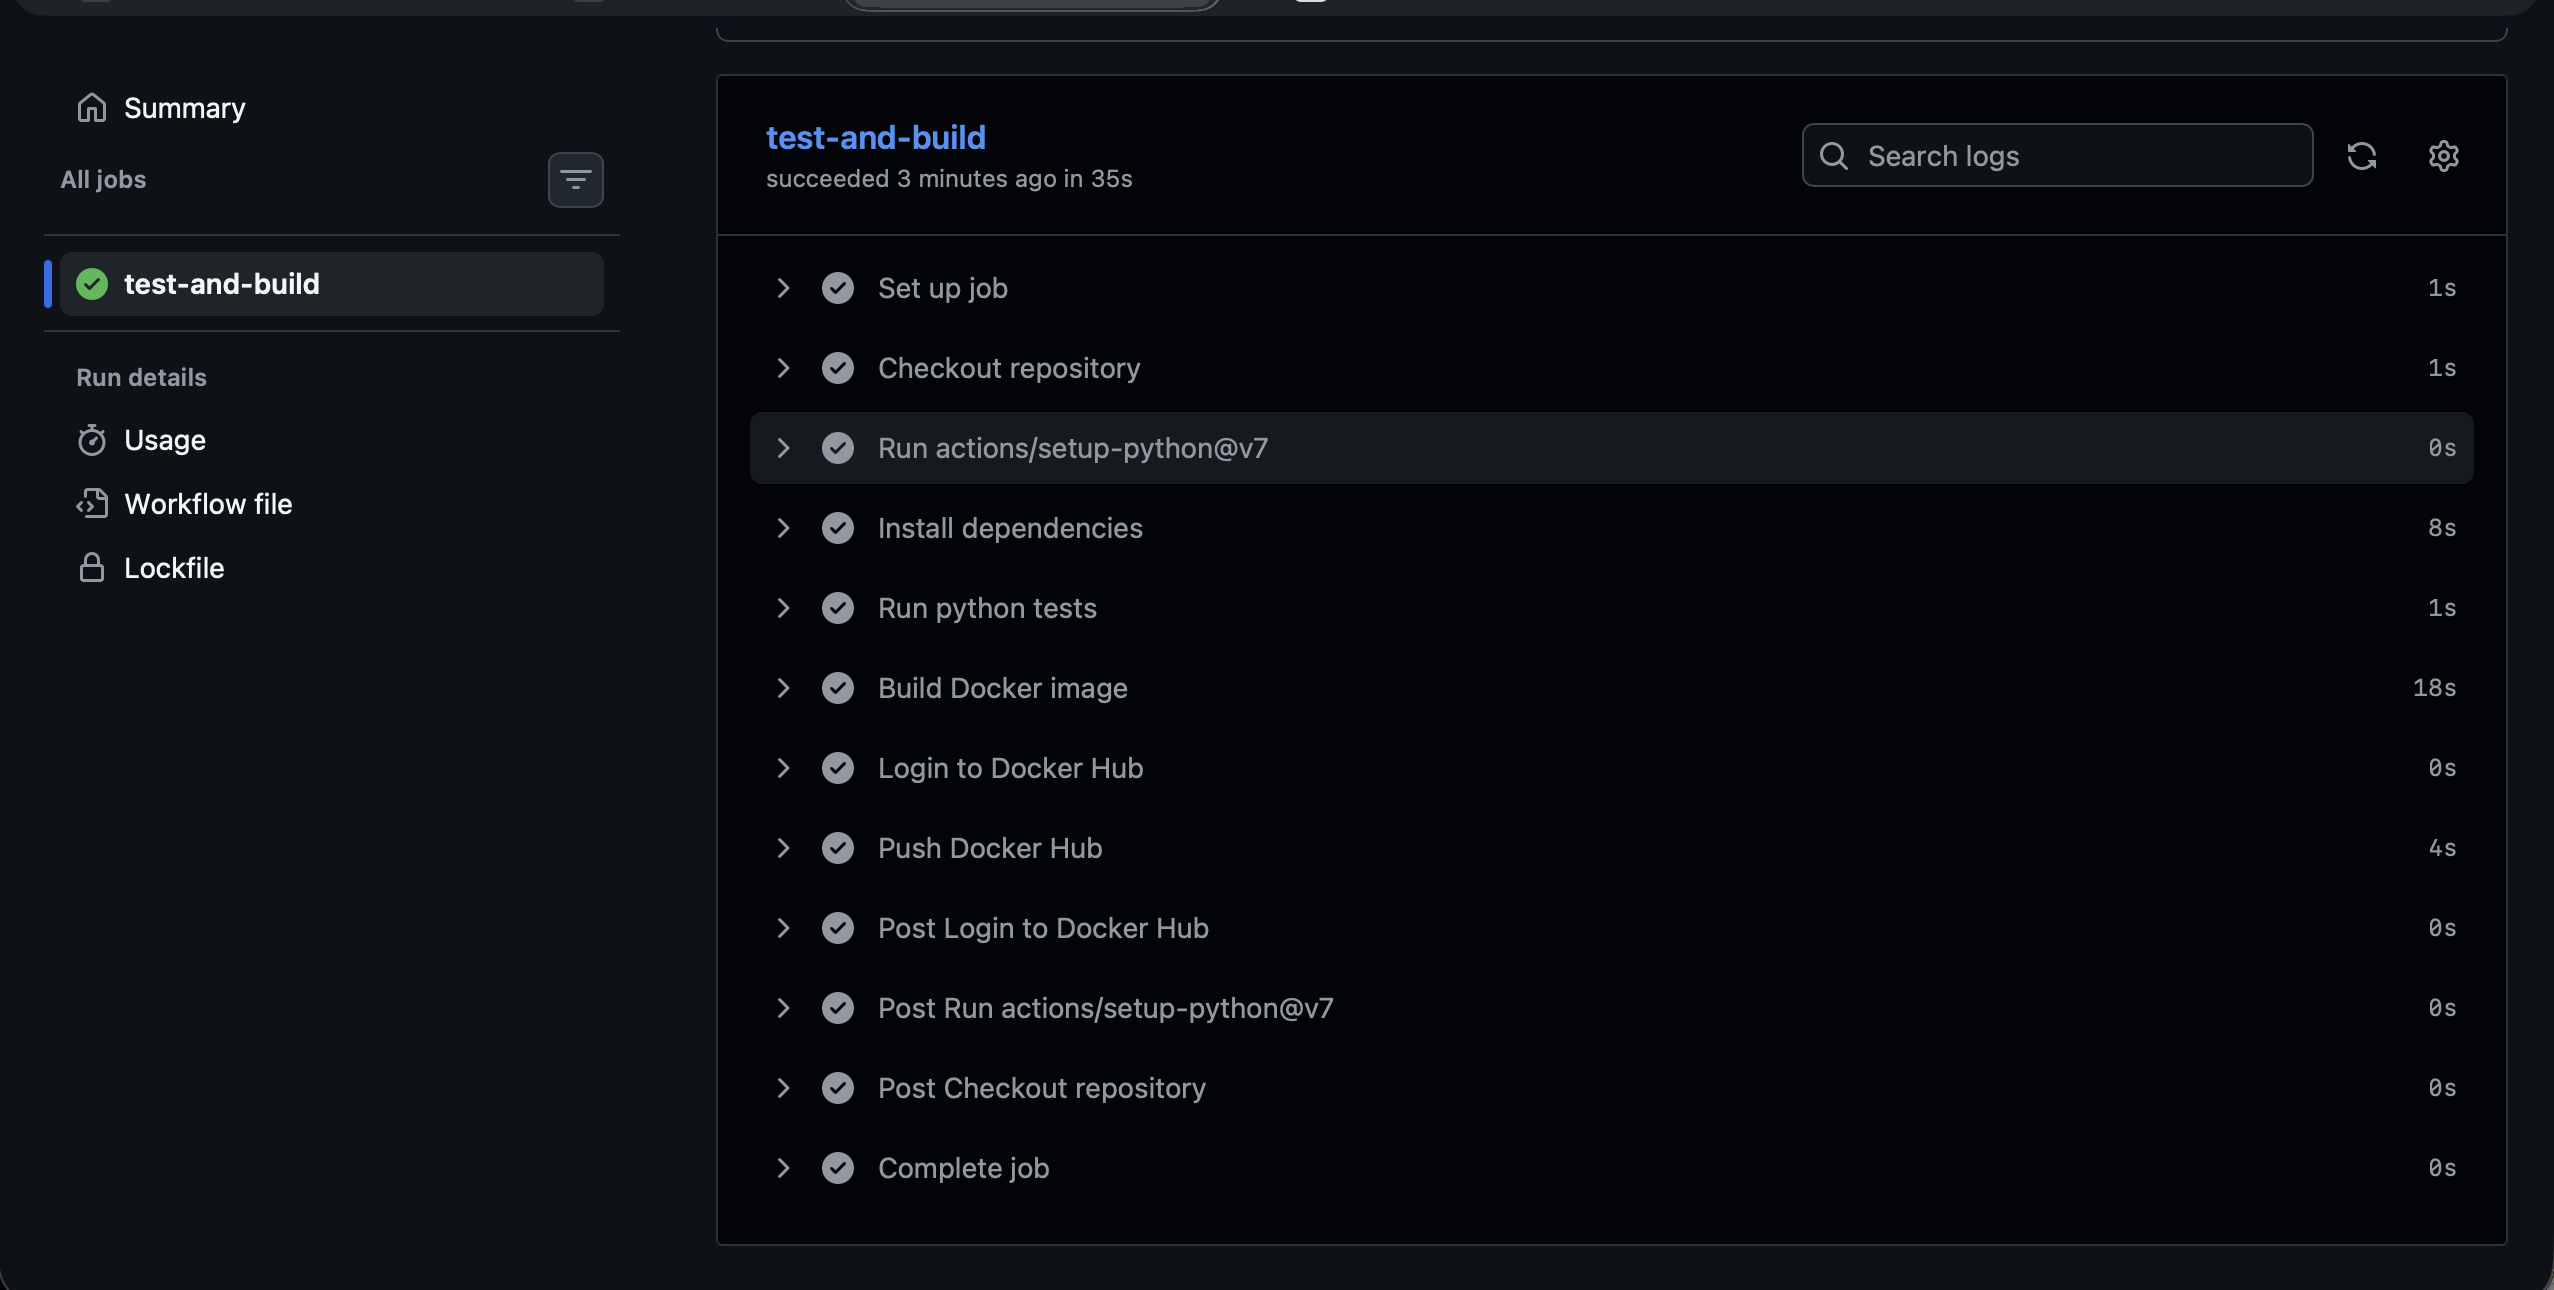 Summary
All jobs
test-and-build
Run details
Usage
Workflow file
Lockfile
test-and-build
succeeded 3 minutes ago in 35s
Search logs
Set up job 1s
Checkout repository 1s
Run actions/setup-python@v7 0s
Install dependencies 8s
Run python tests 1s
Build Docker image 18s
Login to Docker Hub 0s
Push Docker Hub 4s
Post Login to Docker Hub 0s
Post Run actions/setup-python@v7 0s
Post Checkout repository 0s
Complete job 0s